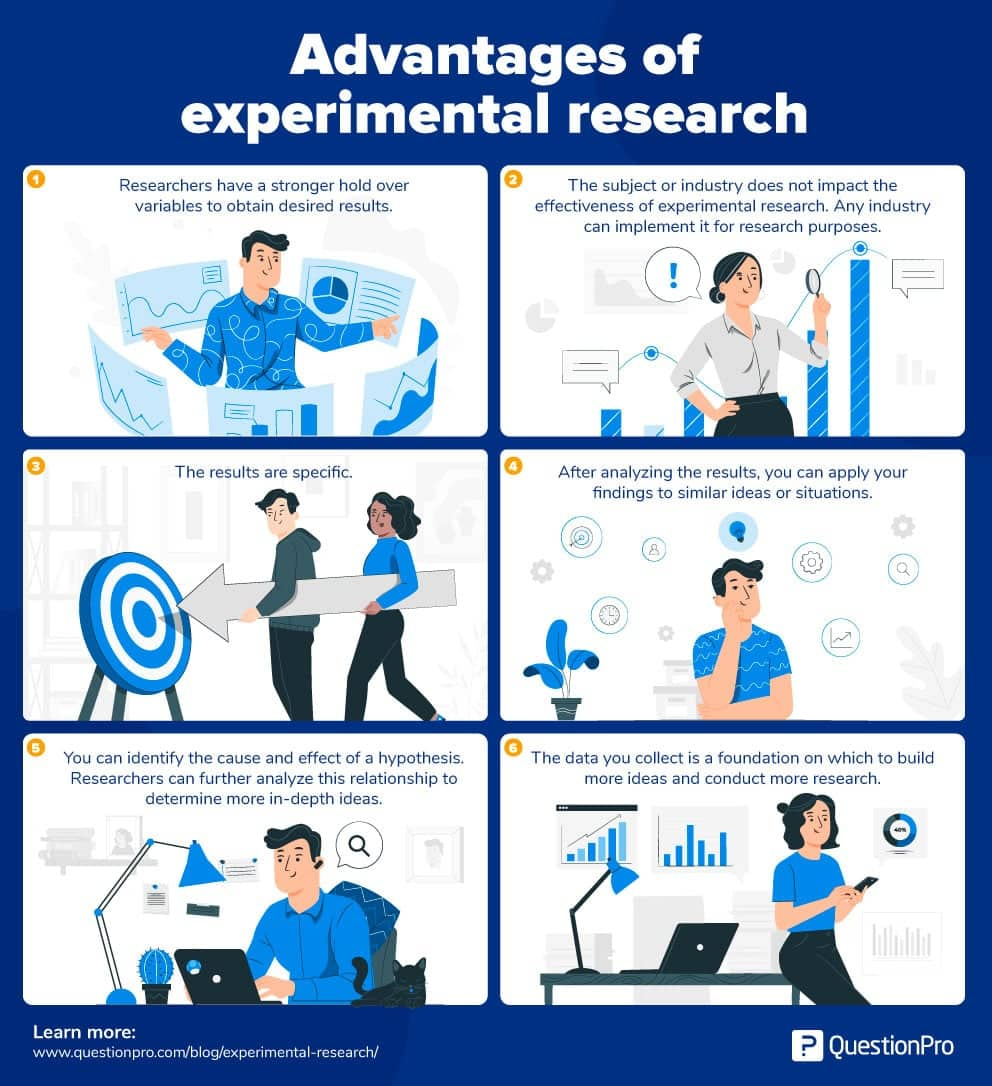 Advantages of
experimental research
1
Researchers have a stronger hold over
variables to obtain desired results.
2
The subject or industry does not impact the
effectiveness of experimental research. Any industry
can implement it for research purposes.
!
3
The results are specific.
4
After analyzing the results, you can apply your
findings to similar ideas or situations.
5
You can identify the cause and effect of a hypothesis.
Researchers can further analyze this relationship to
determine more in-depth ideas.
6
The data you collect is a foundation on which to build
more ideas and conduct more research.
40%
Learn more:
www.questionpro.com/blog/experimental-research/
QuestionPro